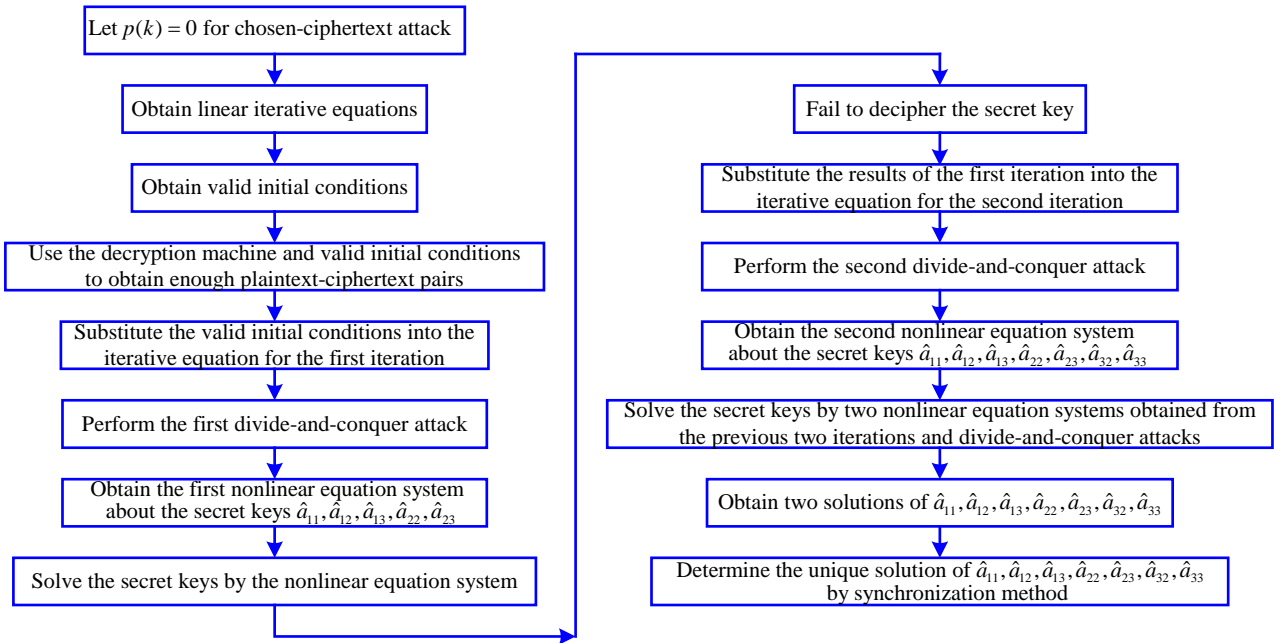 Let p(k) = 0 for chosen-ciphertext attack
Obtain linear iterative equations
Obtain valid initial conditions
Use the decryption machine and valid initial conditions
to obtain enough plaintext-ciphertext pairs
Substitute the valid initial conditions into the
iterative equation for the first iteration
Perform the first divide-and-conquer attack
Obtain the first nonlinear equation system
about the secret keys â₁₁, â₁₂, â₁₃, â₂₂, â₂₃
Solve the secret keys by the nonlinear equation system
Fail to decipher the secret key
Substitute the results of the first iteration into the
iterative equation for the second iteration
Perform the second divide-and-conquer attack
Obtain the second nonlinear equation system
about the secret keys â₁₁, â₁₂, â₁₃, â₂₂, â₂₃, â₃₂, â₃₃
Solve the secret keys by two nonlinear equation systems obtained from
the previous two iterations and divide-and-conquer attacks
Obtain two solutions of â₁₁, â₁₂, â₁₃, â₂₂, â₂₃, â₃₂, â₃₃
Determine the unique solution of â₁₁, â₁₂, â₁₃, â₂₂, â₂₃, â₃₂, â₃₃
by synchronization method